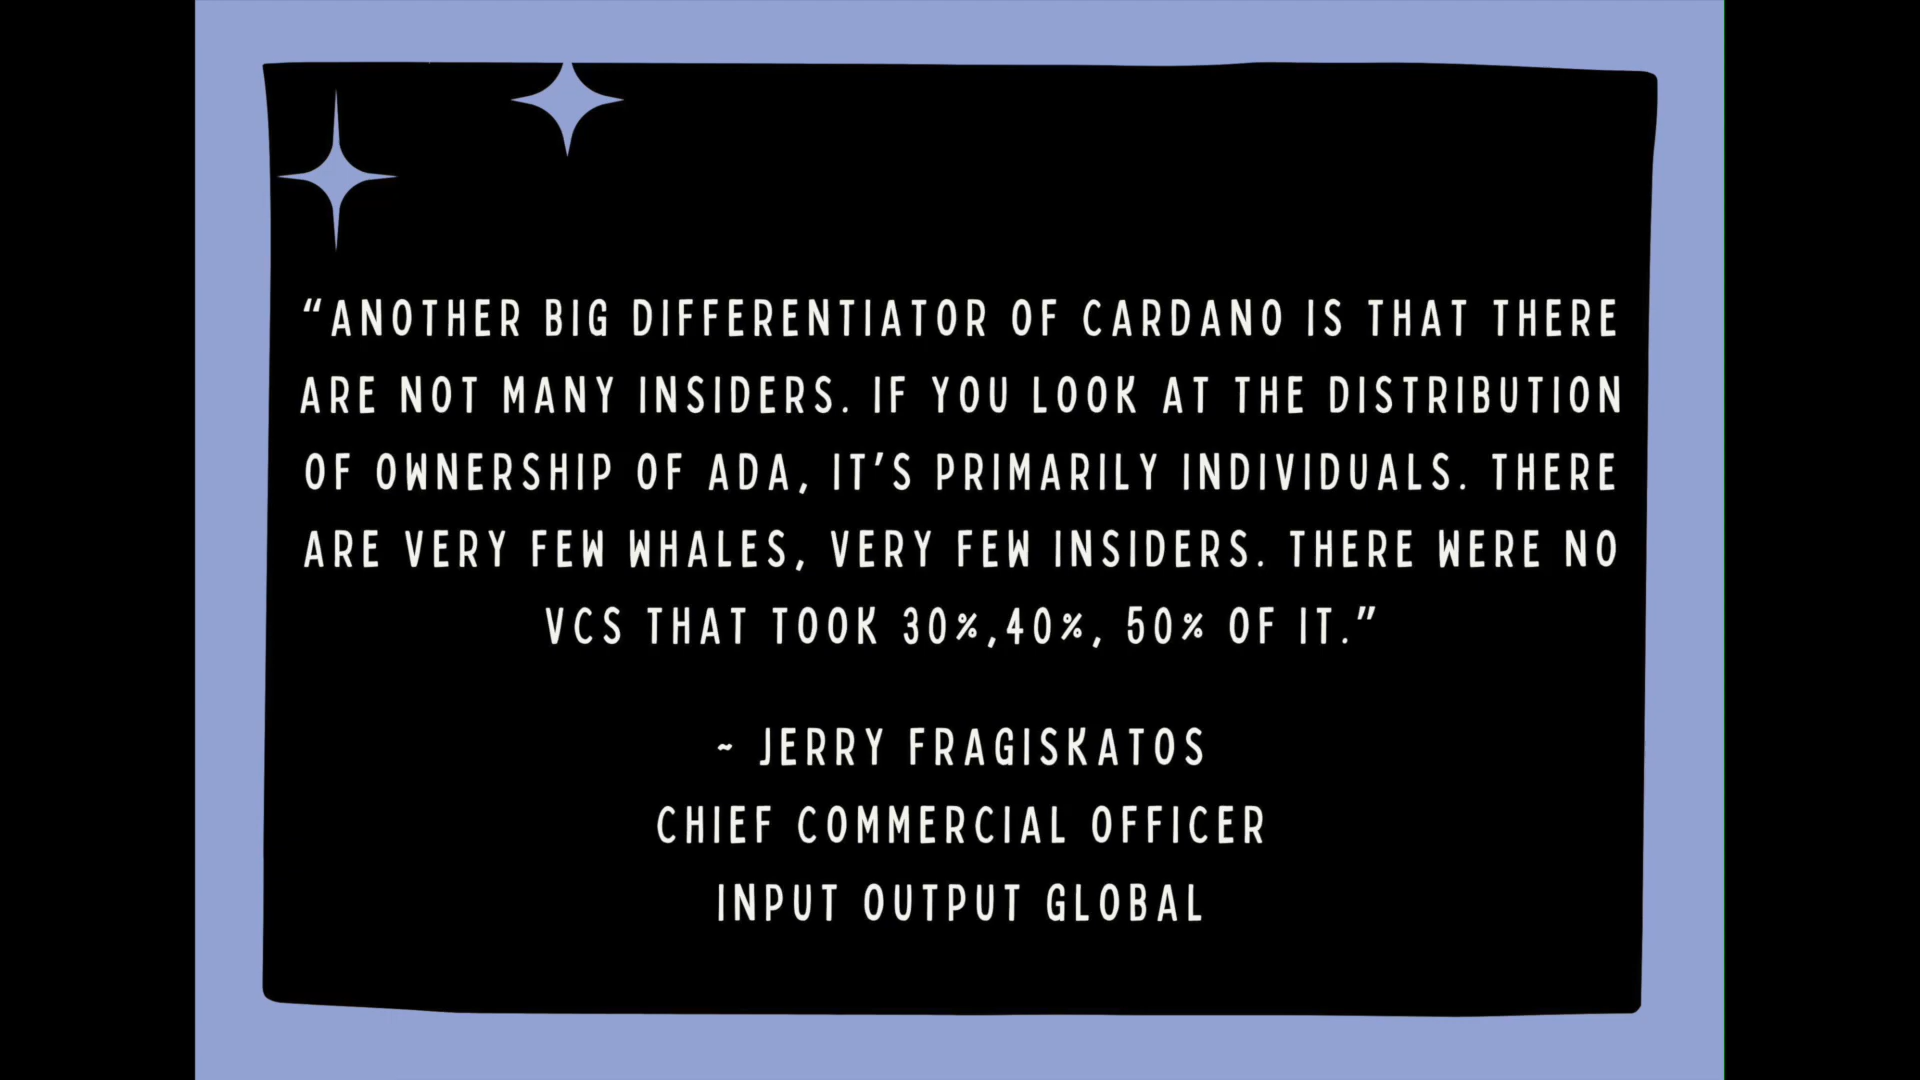 “ANOTHER BIG DIFFERENTIATOR OF CARDANO IS THAT THERE
ARE NOT MANY INSIDERS. IF YOU LOOK AT THE DISTRIBUTION
OF OWNERSHIP OF ADA, IT’S PRIMARILY INDIVIDUALS. THERE
ARE VERY FEW WHALES, VERY FEW INSIDERS. THERE WERE NO
VCS THAT TOOK 30%,40%, 50% OF IT.”
~ JERRY FRAGISKATOS
CHIEF COMMERCIAL OFFICER
INPUT OUTPUT GLOBAL